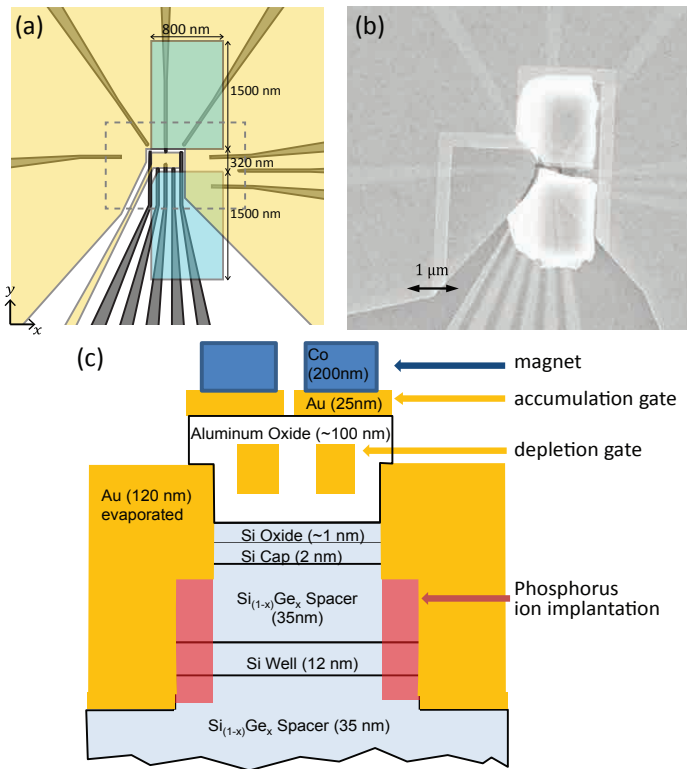 (a)
800 nm
1500 nm
320 nm
1500 nm
y
x
(b)
1 μm
(c)
Co
(200nm)
magnet
Au (25nm)
accumulation gate
Aluminum Oxide (~100 nm)
depletion gate
Au (120 nm)
evaporated
Si Oxide (~1 nm)
Si Cap (2 nm)
Si(1-x)Gex Spacer
(35nm)
Phosphorus
ion implantation
Si Well (12 nm)
Si(1-x)Gex Spacer (35 nm)